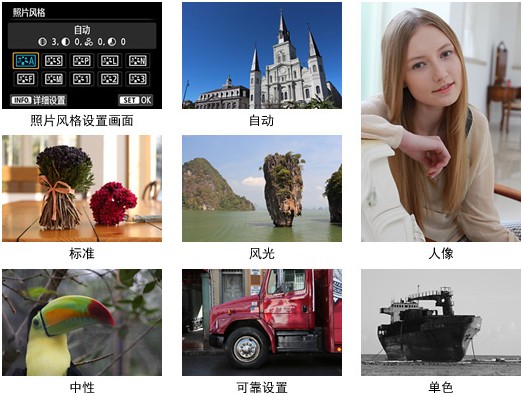 照片风格
自动
3, 0, 0, 0
A S P L N
F M 1 2 3
INFO 详细设置 SET OK
照片风格设置画面
自动
标准
风光
人像
中性
可靠设置
单色